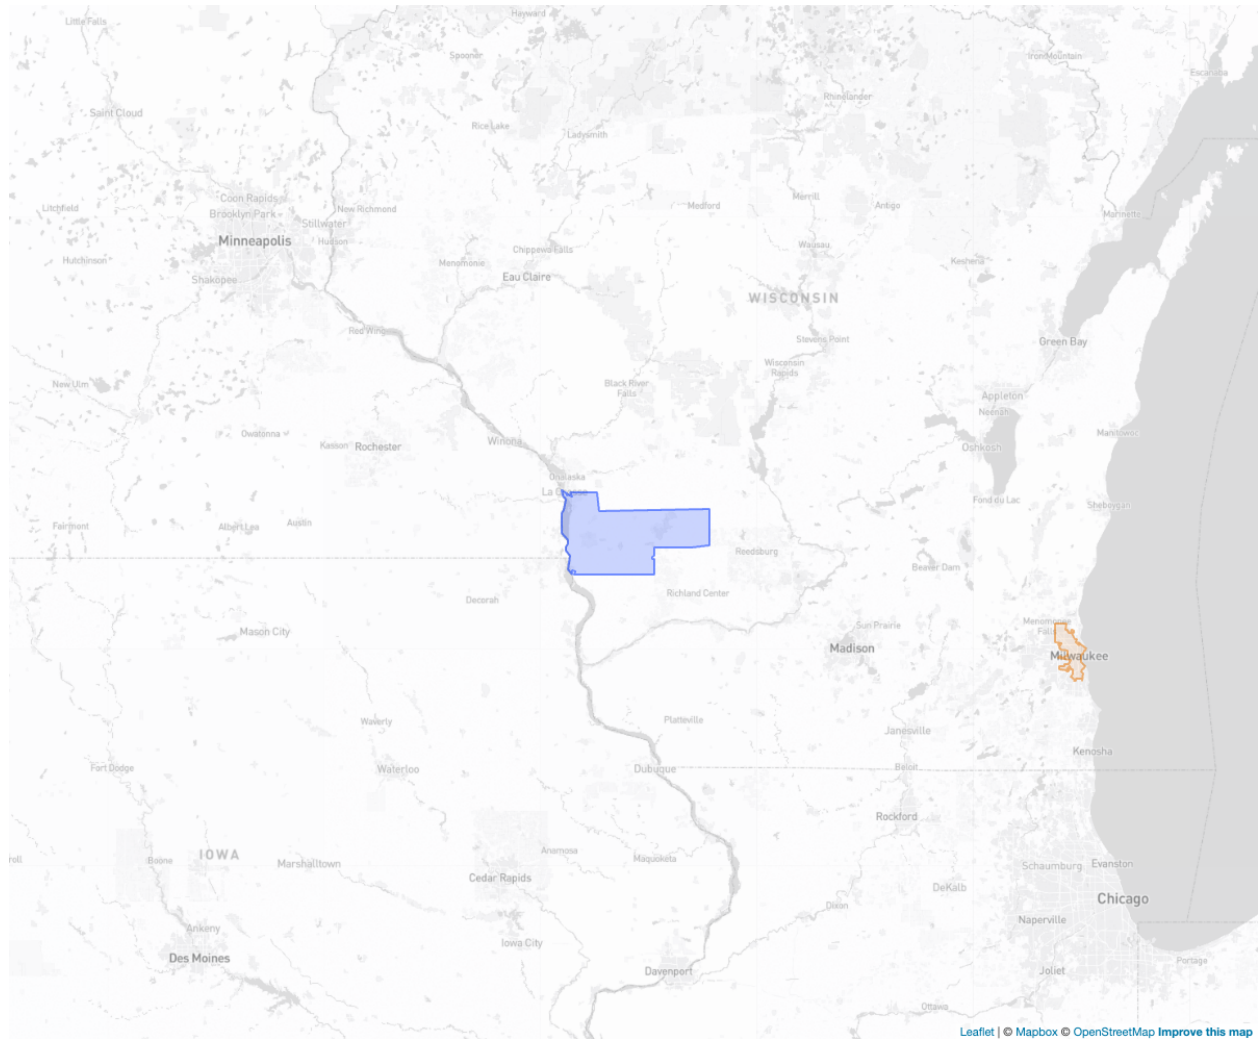 Little Falls
Hayward
Spooner
Iron Mountain
Escanaba
Rhinelander
Saint Cloud
Rice Lake
Ladysmith
Coon Rapids
Brooklyn Park
Litchfield
New Richmond
Stillwater
Medford
Merrill
Antigo
Marinette
Minneapolis
Hudson
Hutchinson
Chippewa Falls
Wausau
Menomonie
Keshena
Shakopee
Eau Claire
WISCONSIN
Red Wing
Stevens Point
Green Bay
Wisconsin
Rapids
New Ulm
Black River
Falls
Appleton
Neenah
Owatonna
Kasson
Rochester
Winona
Manitowoc
Oshkosh
Onalaska
La Crosse
Fond du Lac
Sheboygan
Fairmont
Albert Lea
Austin
Reedsburg
Beaver Dam
Decorah
Richland Center
Mason City
Sun Prairie
Menomonee
Falls
Madison
Milwaukee
Waverly
Platteville
Janesville
Kenosha
Fort Dodge
Waterloo
Dubuque
Beloit
Rockford
IOWA
Anamosa
roll
Boone
Marshalltown
Maquoketa
Schaumburg
Evanston
Cedar Rapids
DeKalb
Chicago
Dixon
Naperville
Ankeny
Iowa City
Des Moines
Davenport
Joliet
Portage
Ottawa
Leaflet | © Mapbox © OpenStreetMap Improve this map